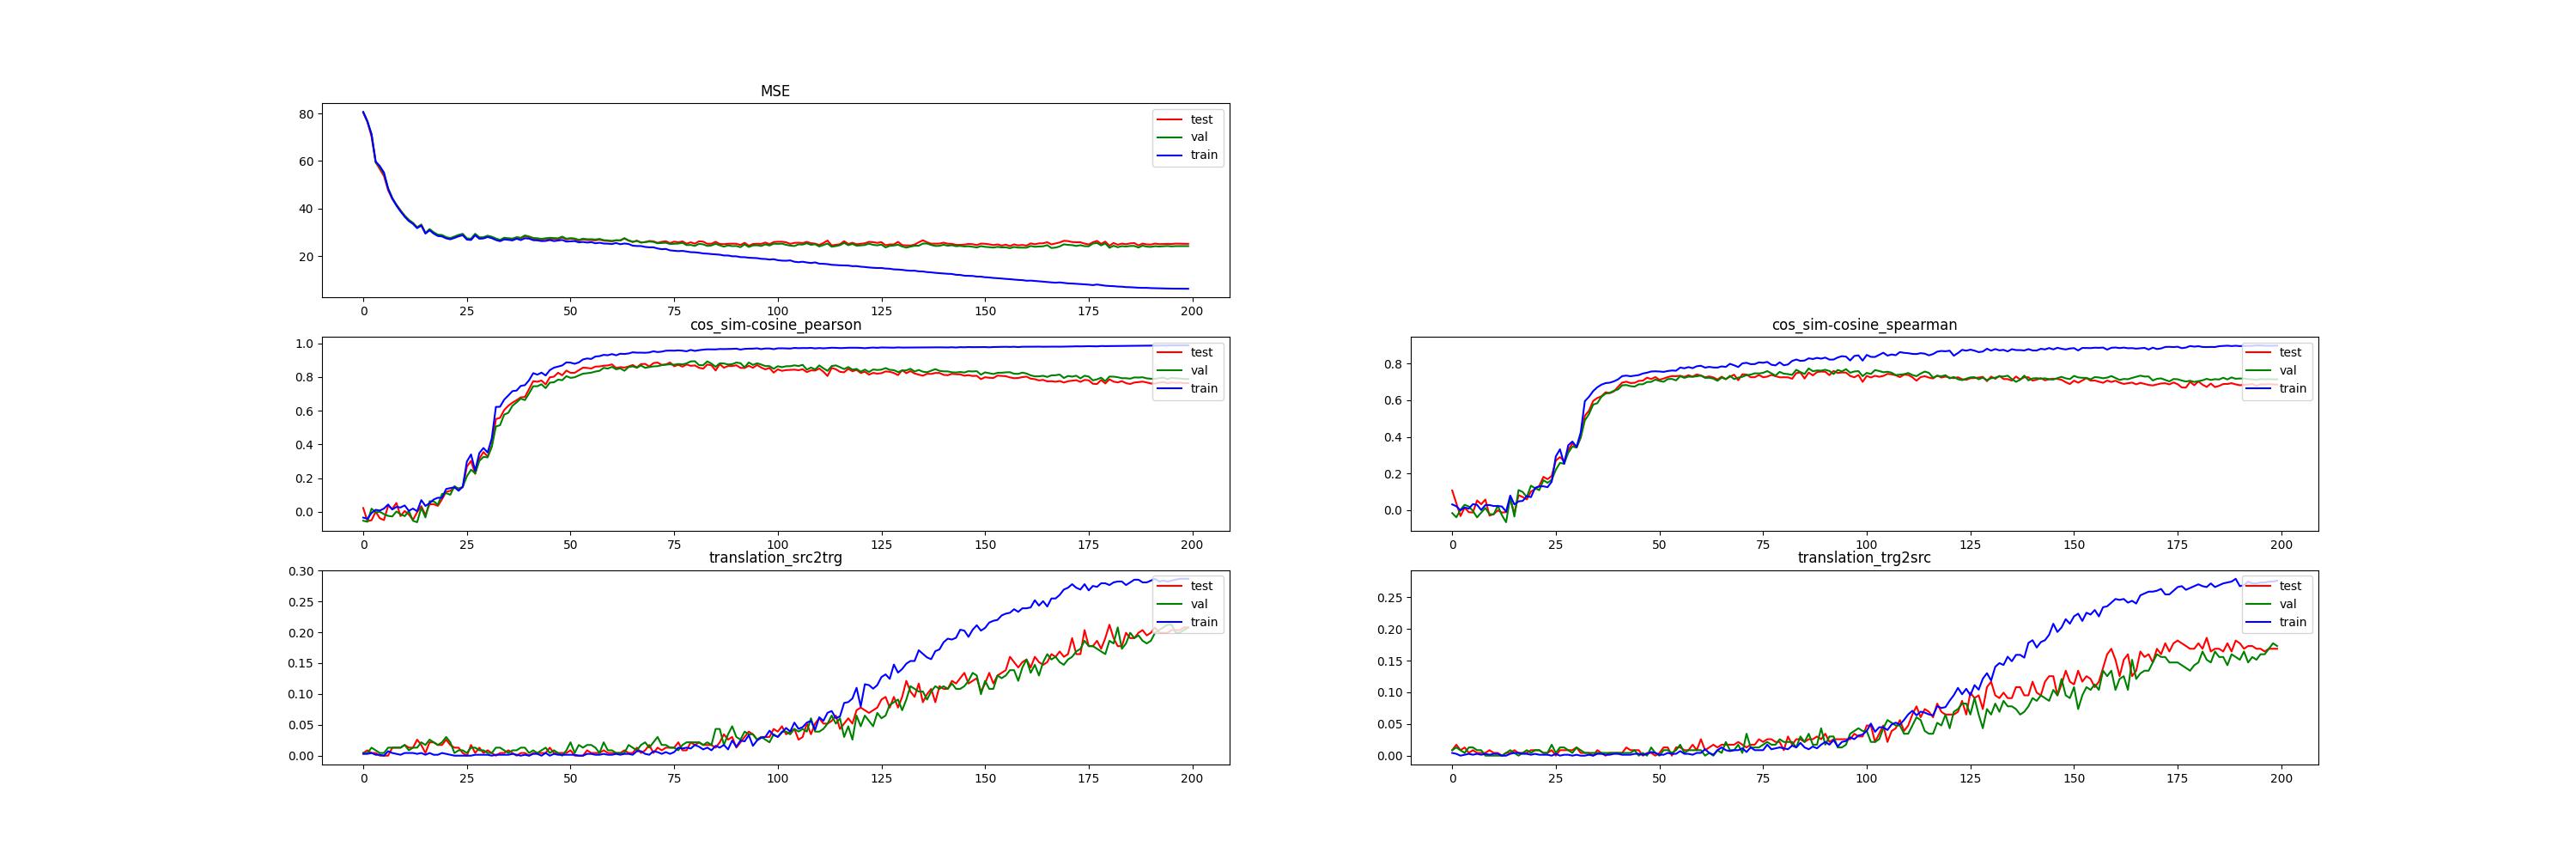 MSE
80
60
40
20
test
val
train
0 25 50 75 100 125 150 175 200
cos_sim-cosine_pearson
1.0
0.8
0.6
0.4
0.2
0.0
test
val
train
0 25 50 75 100 125 150 175 200
cos_sim-cosine_spearman
0.8
0.6
0.4
0.2
0.0
test
val
train
0 25 50 75 100 125 150 175 200
translation_src2trg
0.30
0.25
0.20
0.15
0.10
0.05
0.00
test
val
train
0 25 50 75 100 125 150 175 200
translation_trg2src
0.25
0.20
0.15
0.10
0.05
0.00
test
val
train
0 25 50 75 100 125 150 175 200